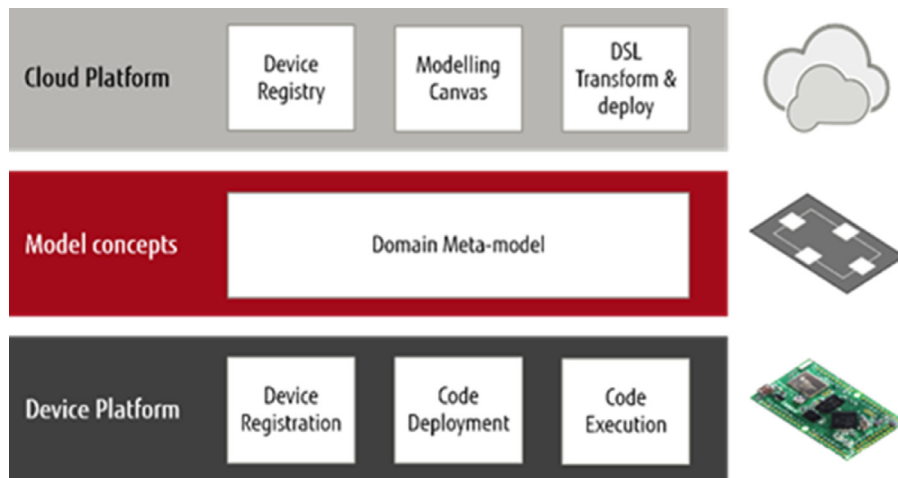 Cloud Platform
Device
Registry
Modelling
Canvas
DSL
Transform &
deploy
Model concepts
Domain Meta-model
Device Platform
Device
Registration
Code
Deployment
Code
Execution